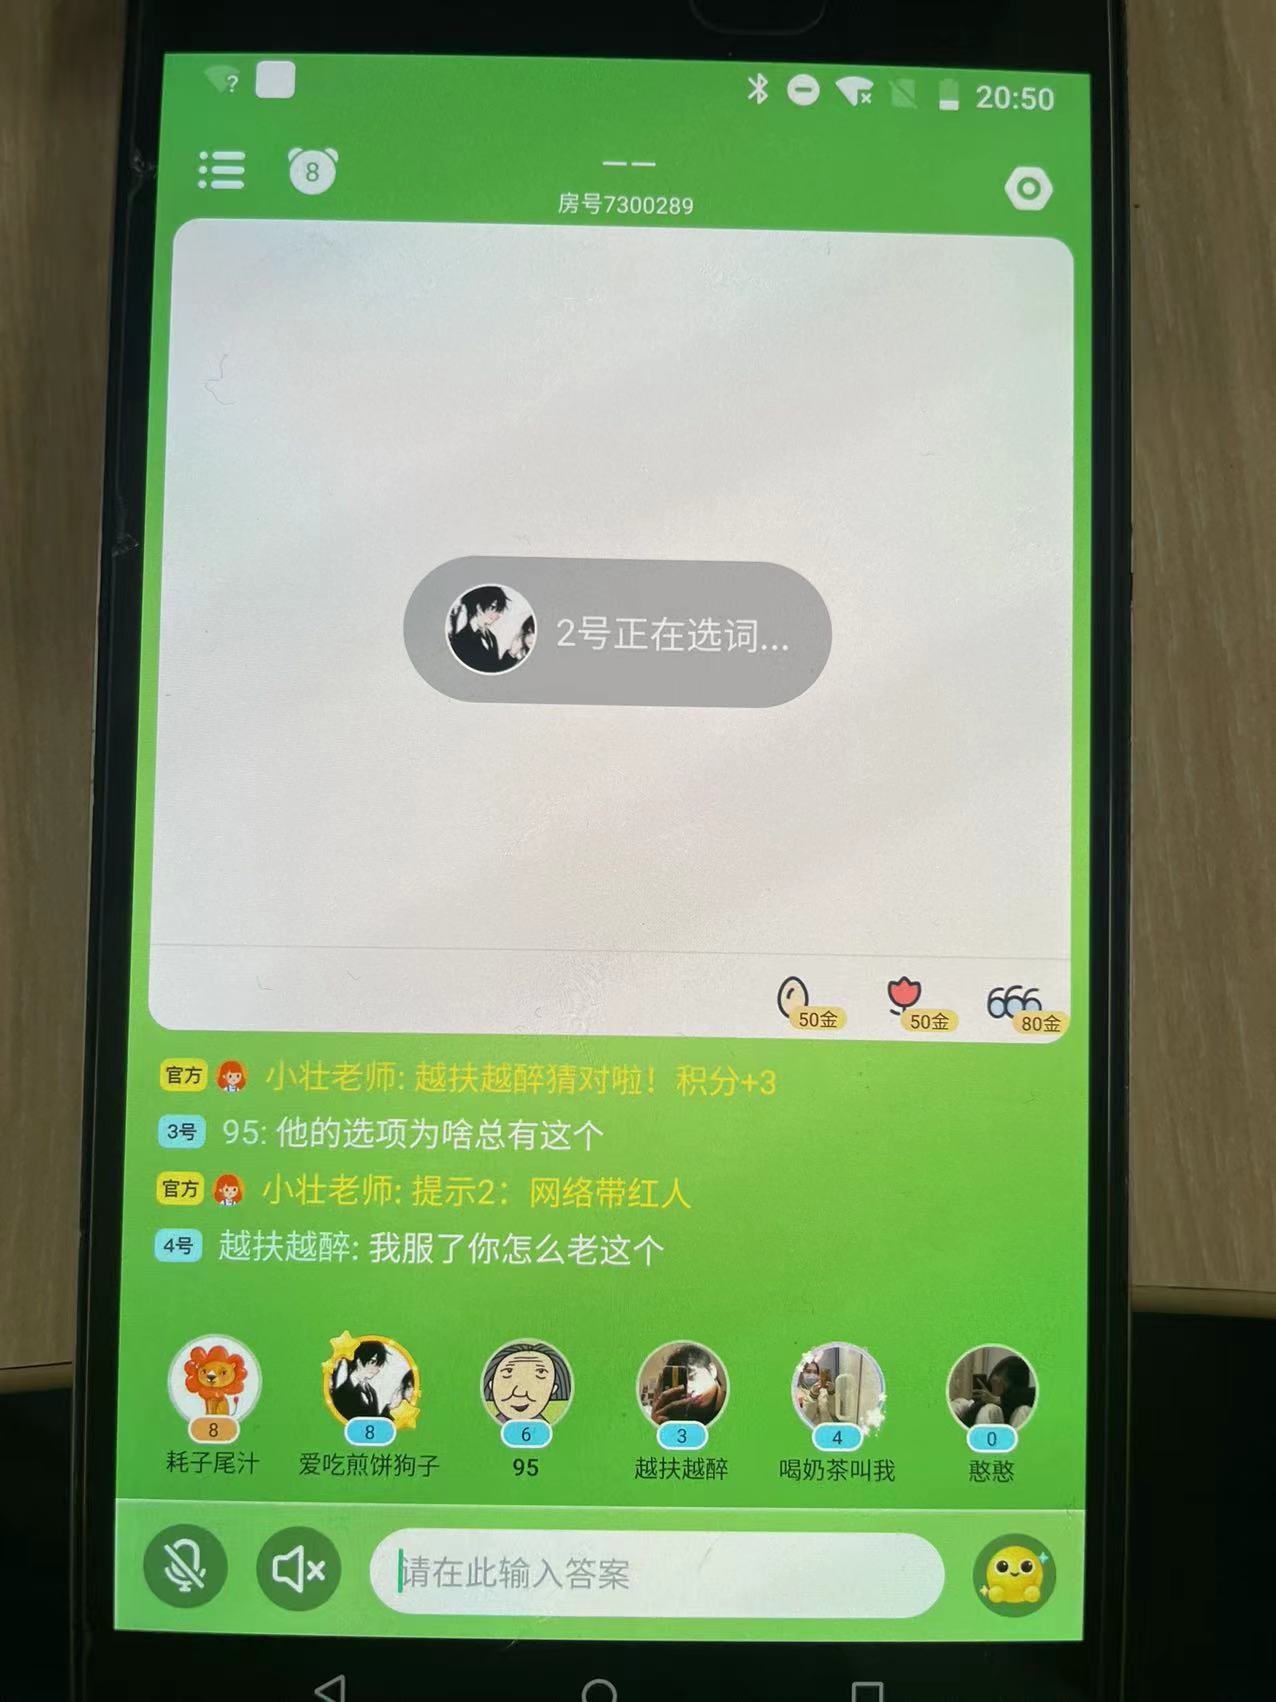 20:50
8
一一
房号7300289
2号正在选词...
50金
50金
666
80金
官方 小壮老师: 越扶越醉猜对啦！积分+3
3号 95: 他的选项为啥总有这个
官方 小壮老师: 提示2：网络带红人
4号 越扶越醉: 我服了你怎么老这个
8 8 6 3 4 0
耗子尾汁 爱吃煎饼狗子 95 越扶越醉 喝奶茶叫我 憨憨
请在此输入答案